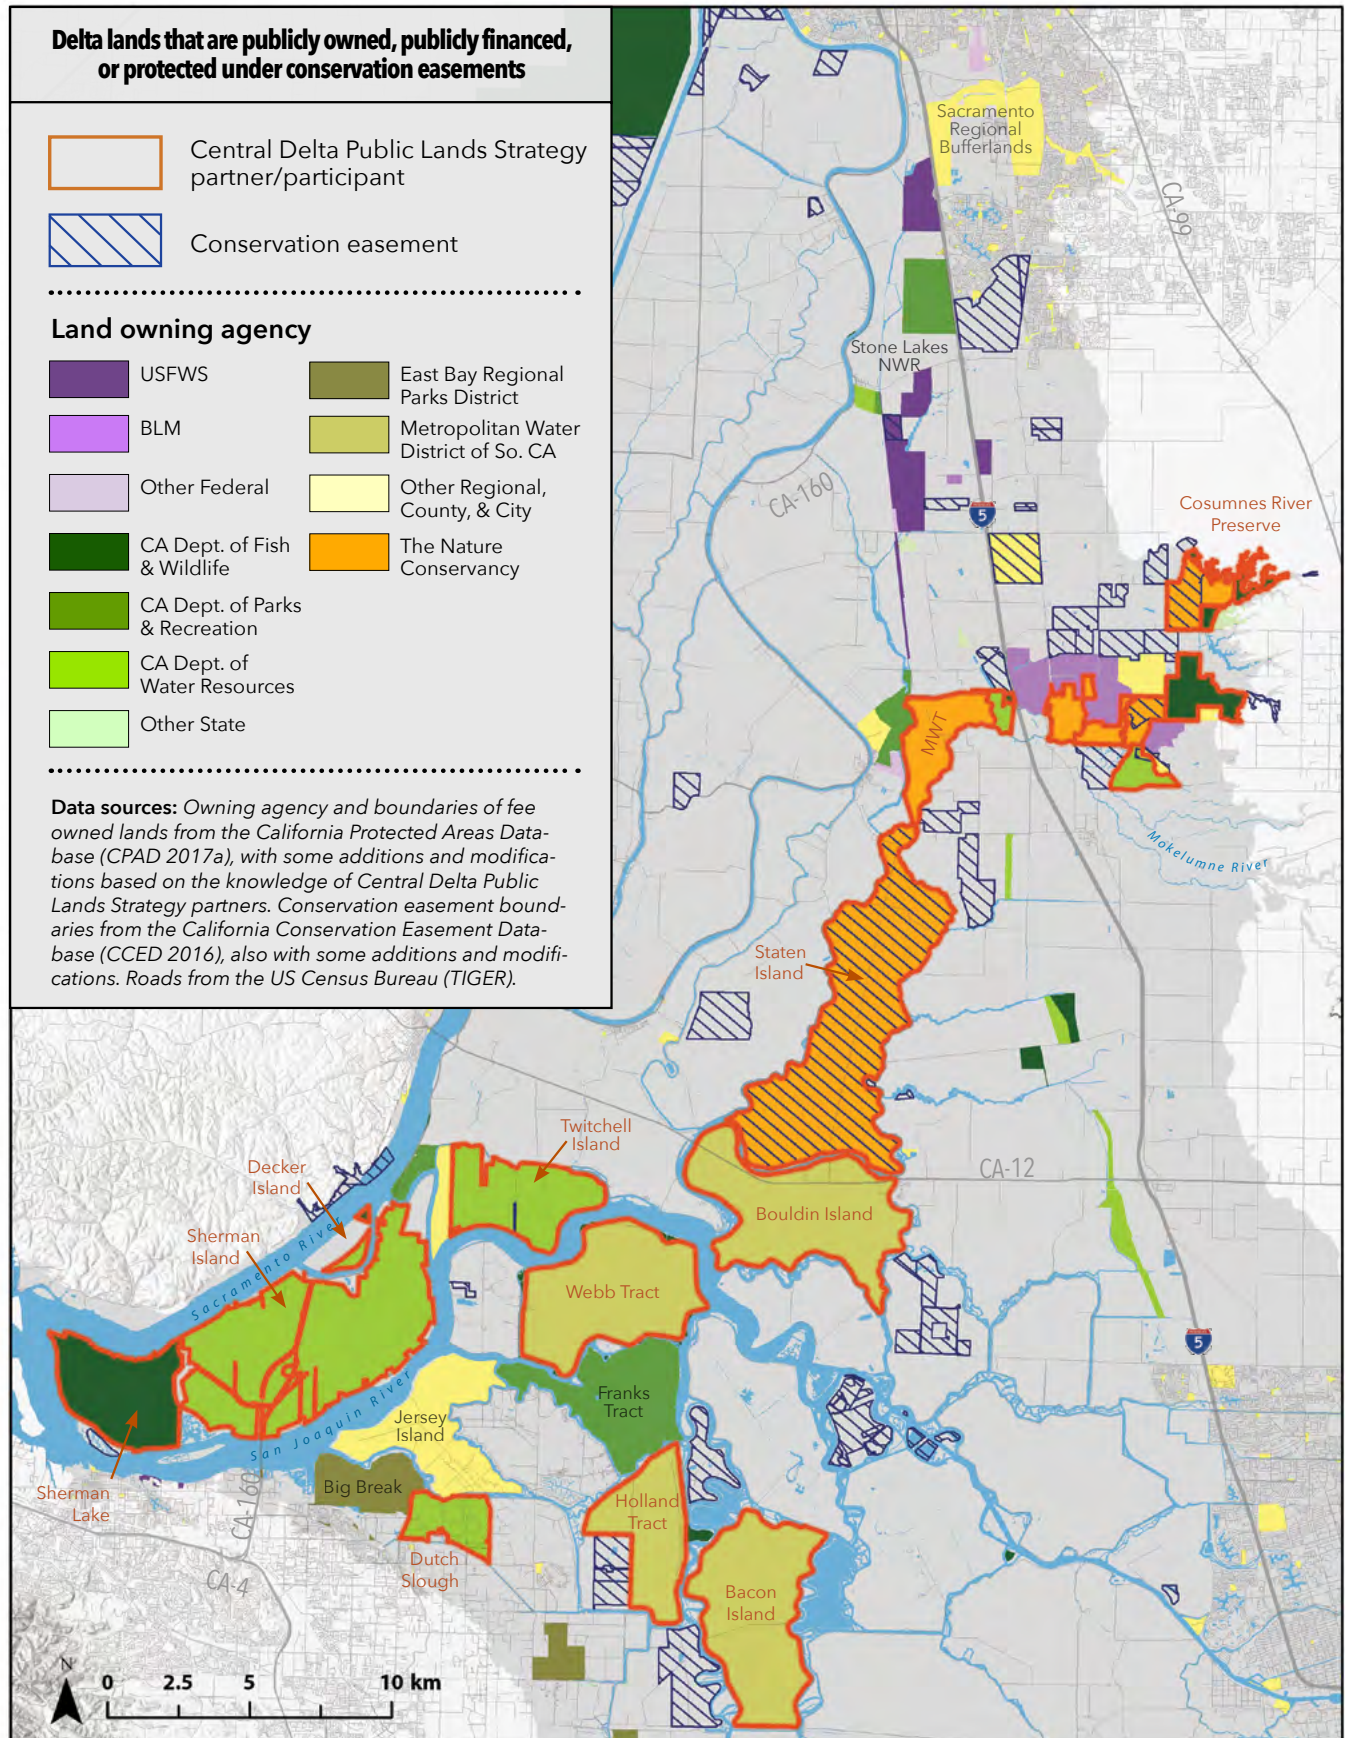 Delta lands that are publicly owned, publicly financed,
or protected under conservation easements
Central Delta Public Lands Strategy
partner/participant
Conservation easement
Land owning agency
USFWS
BLM
Other Federal
CA Dept. of Fish
& Wildlife
CA Dept. of Parks
& Recreation
CA Dept. of
Water Resources
Other State
East Bay Regional
Parks District
Metropolitan Water
District of So. CA
Other Regional,
County, & City
The Nature
Conservancy
Data sources: Owning agency and boundaries of fee
owned lands from the California Protected Areas Data-
base (CPAD 2017a), with some additions and modifica-
tions based on the knowledge of Central Delta Public
Lands Strategy partners. Conservation easement bound-
aries from the California Conservation Easement Data-
base (CCED 2016), also with some additions and modifi-
cations. Roads from the US Census Bureau (TIGER).
Sacramento
Regional
Bufferlands
CA-99
Stone Lakes
NWR
CA-160
5
Cosumnes River
Preserve
MWT
Mokelumne River
Staten
Island
Twitchell
Island
Decker
Island
CA-12
Sherman
Island
Bouldin Island
Sacramento River
Webb Tract
5
Franks
Tract
Jersey
Island
San Joaquin River
Big Break
Sherman
Lake
CA-160
Holland
Tract
Dutch
Slough
CA-4
Bacon
Island
N
0 2.5 5 10 km